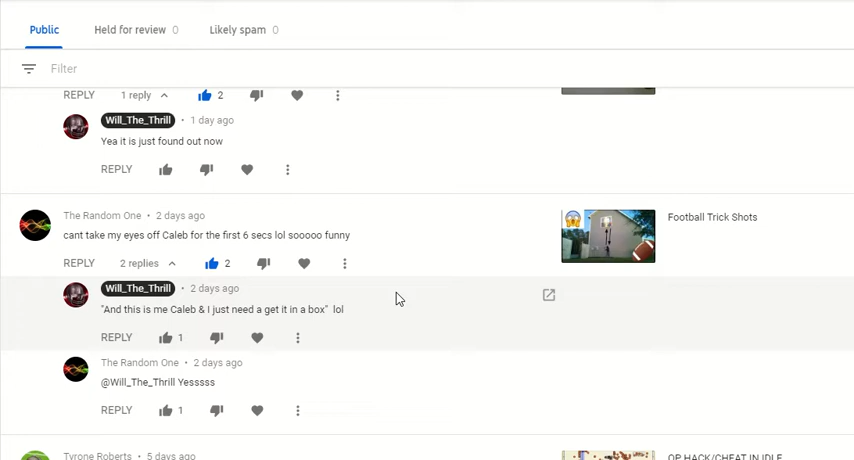 Public Held for review 0 Likely spam 0
Filter
REPLY 1 reply 2
Will_The_Thrill • 1 day ago
Yea it is just found out now
REPLY
The Random One • 2 days ago
Football Trick Shots
cant take my eyes off Caleb for the first 6 secs lol sooooo funny
REPLY 2 replies 2
Will_The_Thrill • 2 days ago
"And this is me Caleb & I just need a get it in a box" lol
REPLY 1
The Random One • 2 days ago
@Will_The_Thrill Yesssss
REPLY 1
Tyrone Roberts • 5 days ago
OP HACK/CHEAT IN IDLE